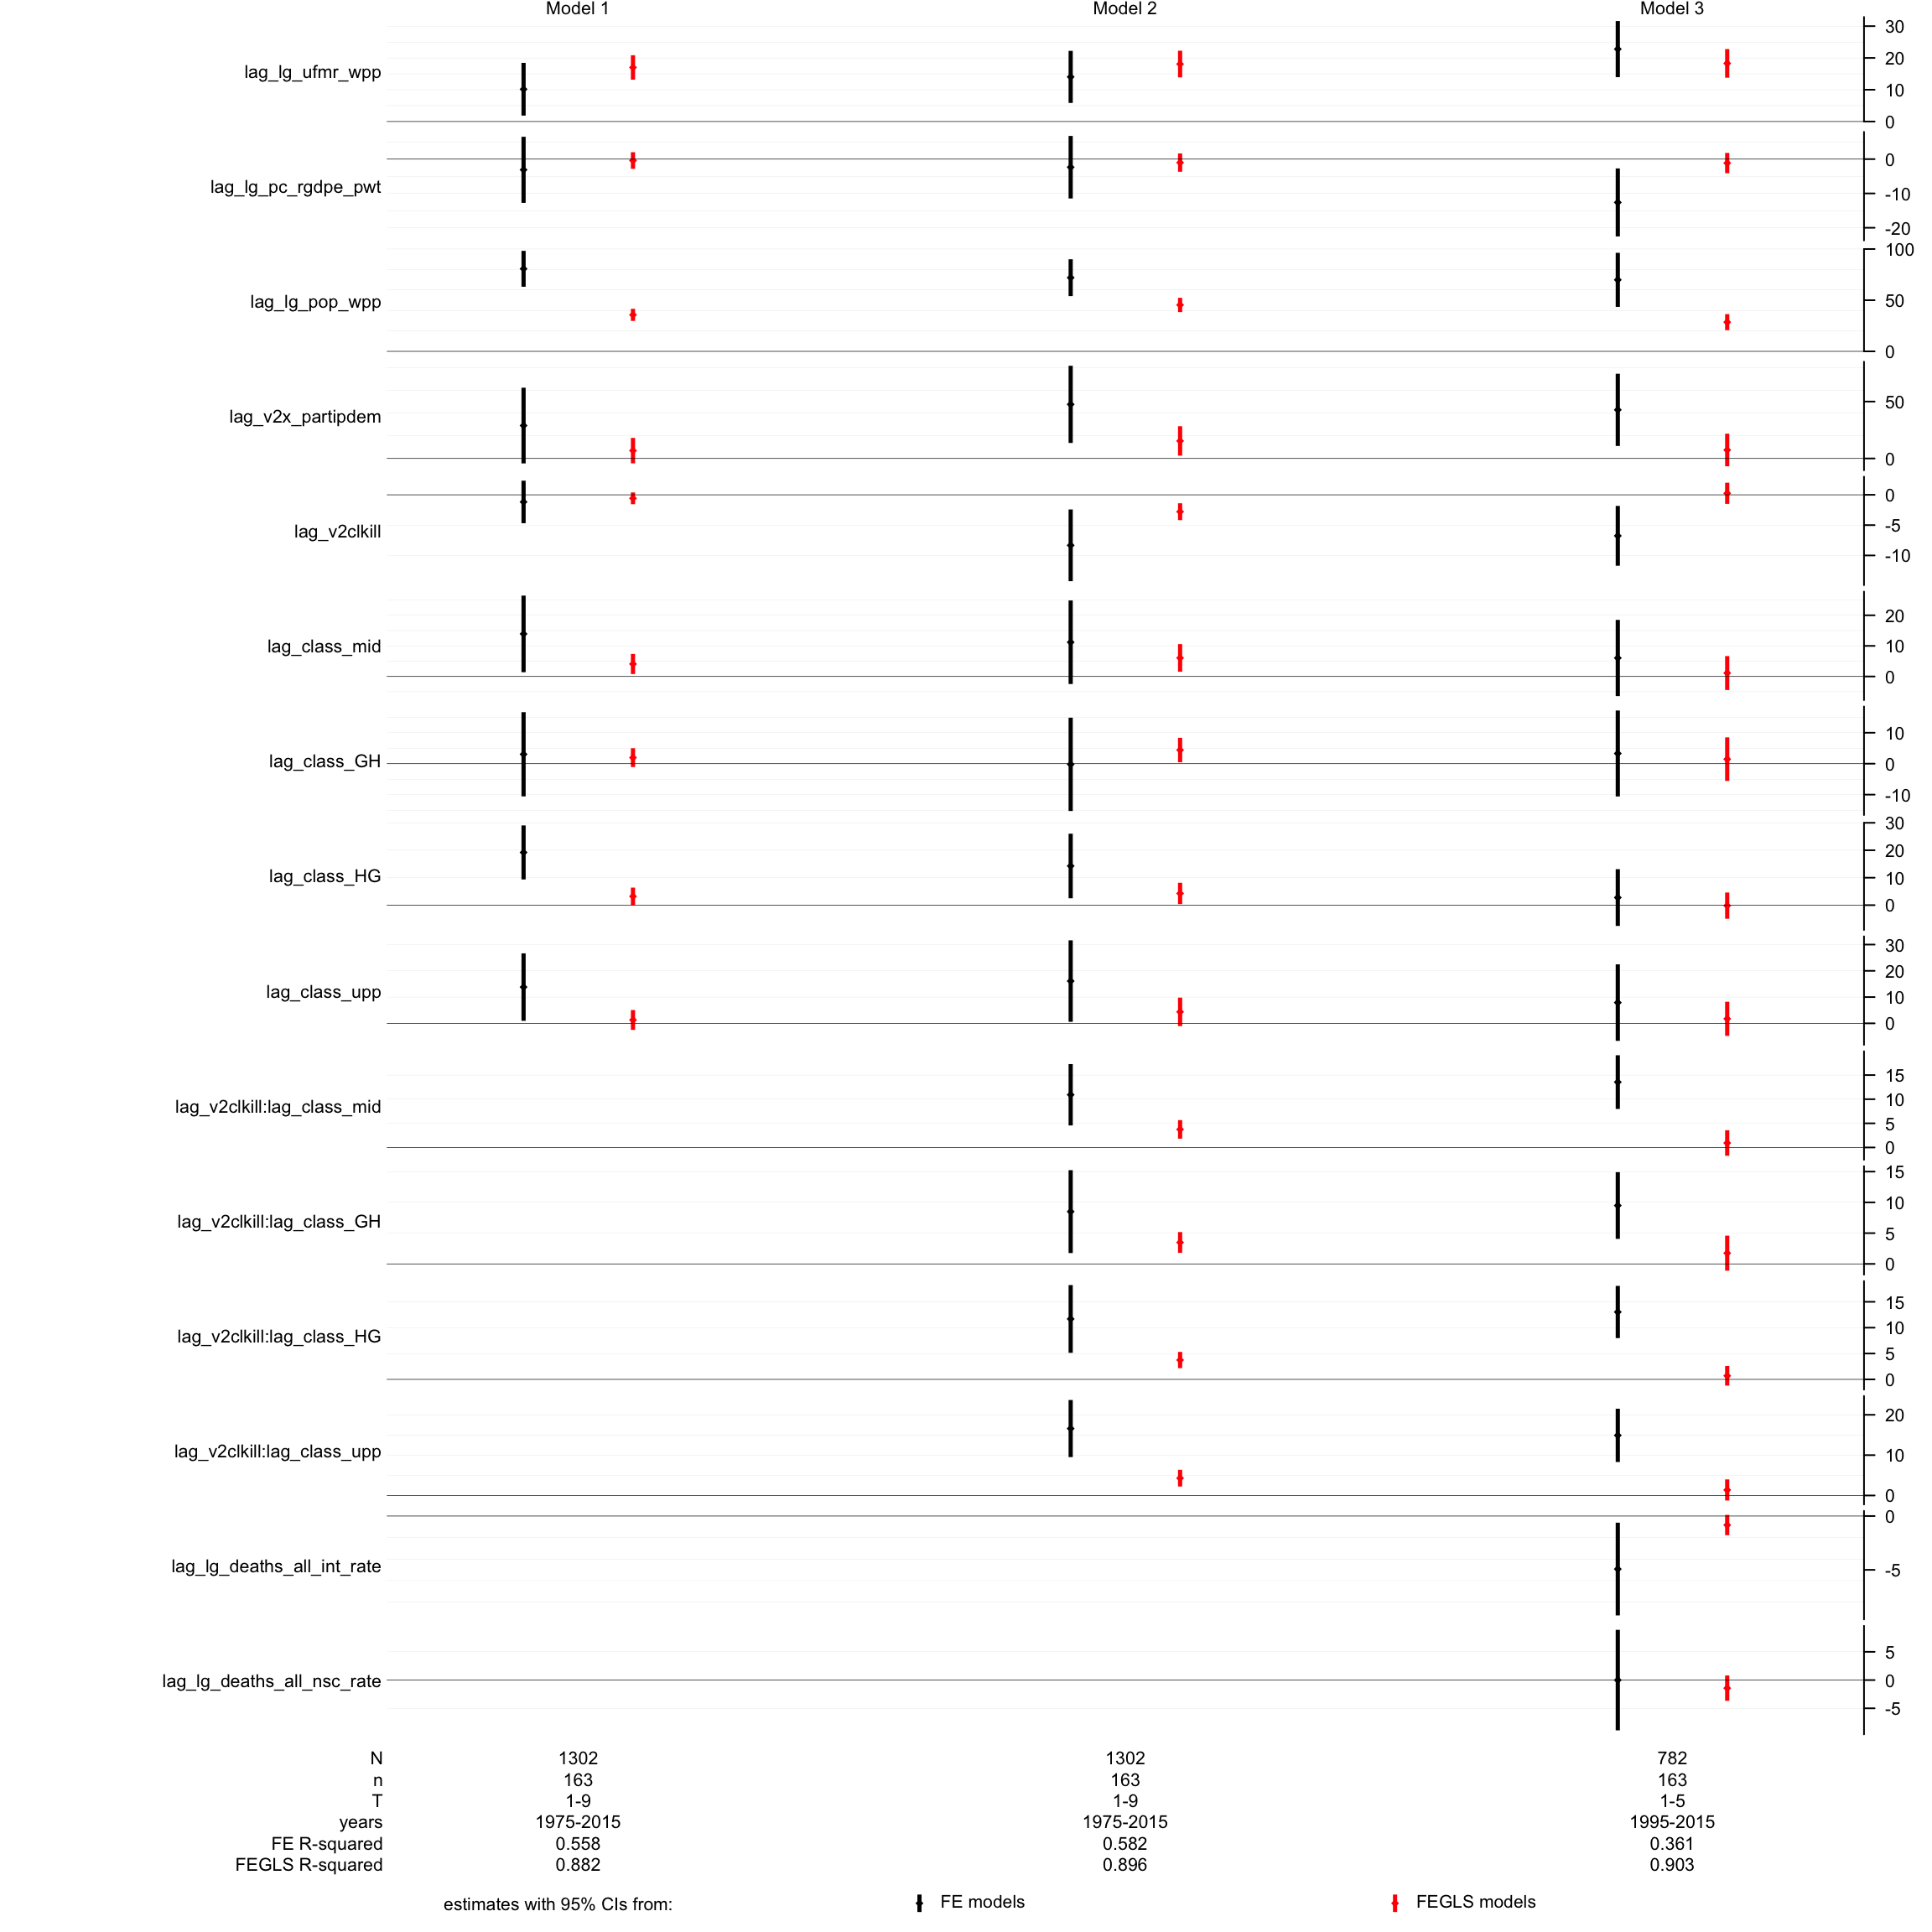 Model 1 Model 2 Model 3
lag_lg_ufmr_wpp 30 20 10 0
lag_lg_pc_rgdpe_pwt 0 -10 -20
lag_lg_pop_wpp 100 50 0
lag_v2x_partipdem 50 0
lag_v2clkill 0 -5 -10
lag_class_mid 20 10 0
lag_class_GH 10 0 -10
lag_class_HG 30 20 10 0
lag_class_upp 30 20 10 0
lag_v2clkill:lag_class_mid 15 10 5 0
lag_v2clkill:lag_class_GH 15 10 5 0
lag_v2clkill:lag_class_HG 15 10 5 0
lag_v2clkill:lag_class_upp 20 10 0
lag_lg_deaths_all_int_rate 0 -5
lag_lg_deaths_all_nsc_rate 5 0 -5
N 1302 1302 782
n 163 163 163
T 1-9 1-9 1-5
years 1975-2015 1975-2015 1995-2015
FE R-squared 0.558 0.582 0.361
FEGLS R-squared 0.882 0.896 0.903
estimates with 95% CIs from: FE models FEGLS models